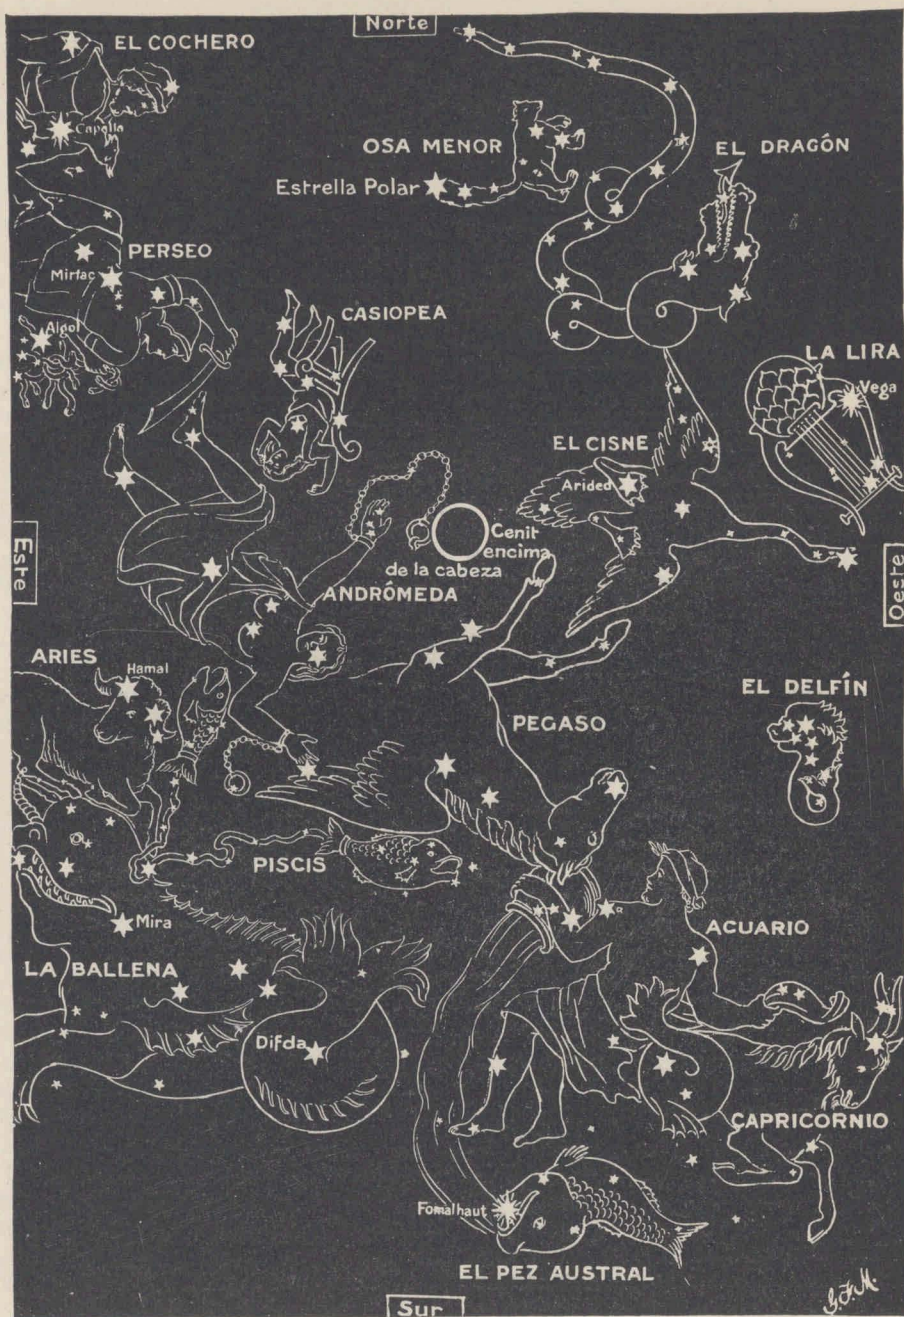 Norte
EL COCHERO
Capella
OSA MENOR
EL DRAGÓN
Estrella Polar
PERSEO
Mirfac
CASIOPEA
Algol
LA LIRA
Vega
EL CISNE
Arided
Cenit
encima
de la cabeza
Este
Oeste
ANDRÓMEDA
ARIES
Hamal
EL DELFÍN
PEGASO
PISCIS
Mira
ACUARIO
LA BALLENA
Difda
CAPRICORNIO
Fomalhaut
EL PEZ AUSTRAL
G.F.M.
Sur